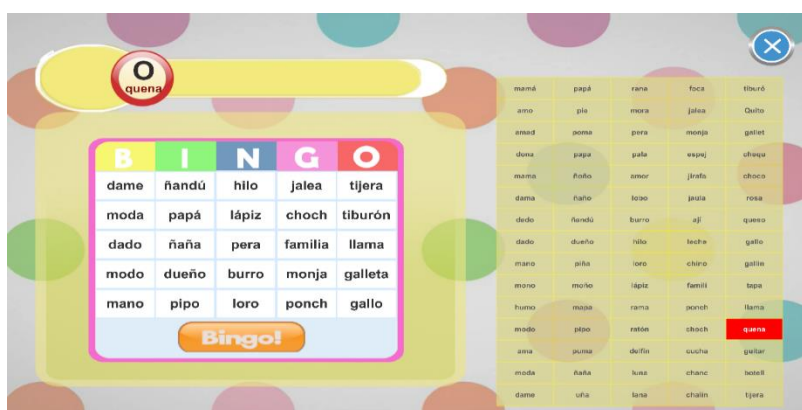 O
quena
B I N G O
dame ñandú hilo jalea tijera
moda papá lápiz choch tiburón
dado ñaña pera familia llama
modo dueño burro monja galleta
mano pipo loro ponch gallo
Bingo!
mamá papá rana foca tiburó
amo pia mora jalea Quito
amad poma pera monja gallet
dona papa pala espej chequ
mama ñoño amor jirafa choco
dama ñaño lobo jaula rosa
dedo ñandú burro ají queso
dado dueño hilo leche gallo
mano piña loro chino gallin
mono moño lápiz famili tapa
humo mapa rama ponch llama
modo pipo ratón choch quena
ama puma delfín cucha guitar
moda ñaña luna chanc botell
dame uña lana chalin tijera